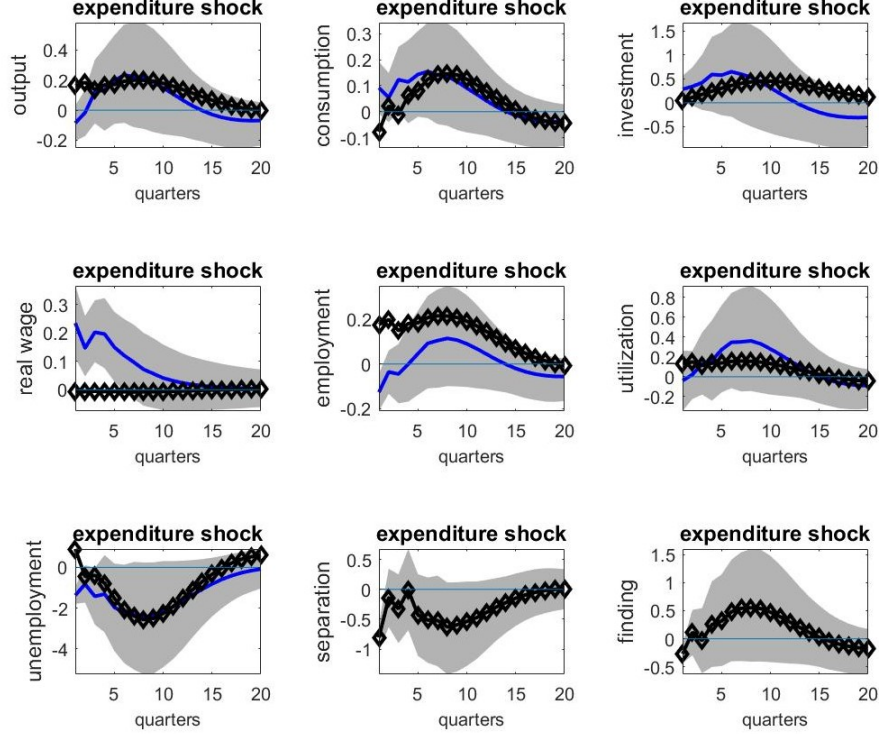 expenditure shock expenditure shock expenditure shock
output
0.4
0.2
0
-0.2
5 10 15 20
quarters
consumption
0.3
0.2
0.1
0
-0.1
5 10 15 20
quarters
investment
1.5
1
0.5
0
-0.5
5 10 15 20
quarters
expenditure shock expenditure shock expenditure shock
real wage
0.3
0.2
0.1
0
5 10 15 20
quarters
employment
0.2
0
-0.2
5 10 15 20
quarters
utilization
0.8
0.6
0.4
0.2
0
-0.2
5 10 15 20
quarters
expenditure shock expenditure shock expenditure shock
unemployment
0
-2
-4
5 10 15 20
quarters
separation
0.5
0
-0.5
-1
5 10 15 20
quarters
finding
1.5
1
0.5
0
-0.5
5 10 15 20
quarters